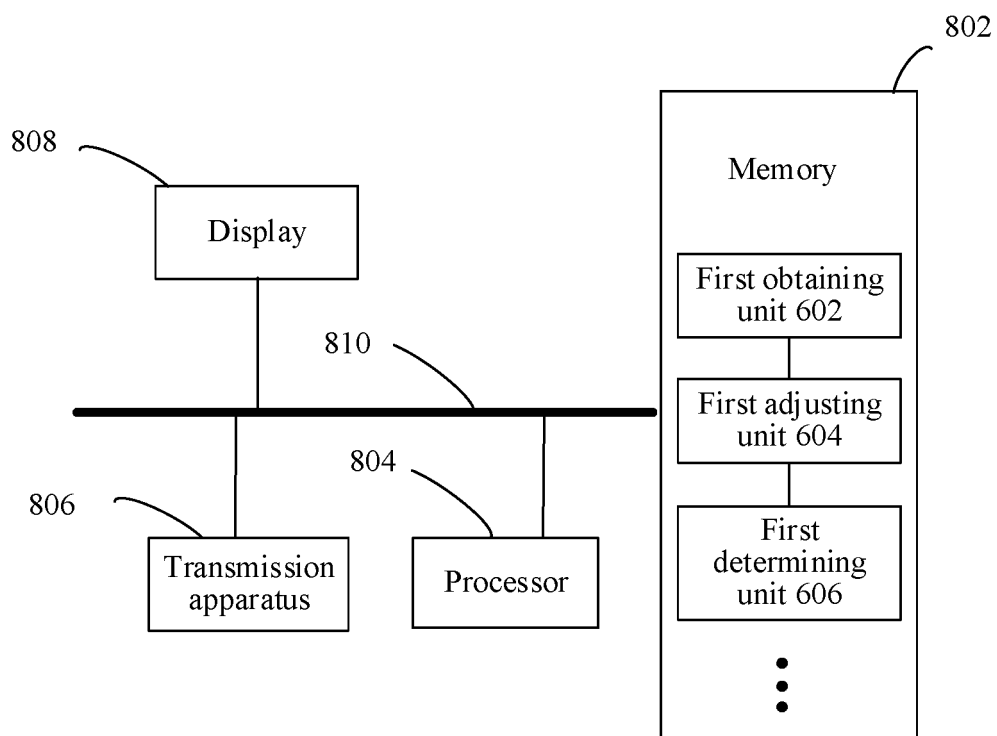 802
808
Memory
Display
First obtaining
unit 602
810
First adjusting
unit 604
804
806
First
determining
unit 606
Transmission
apparatus
Processor